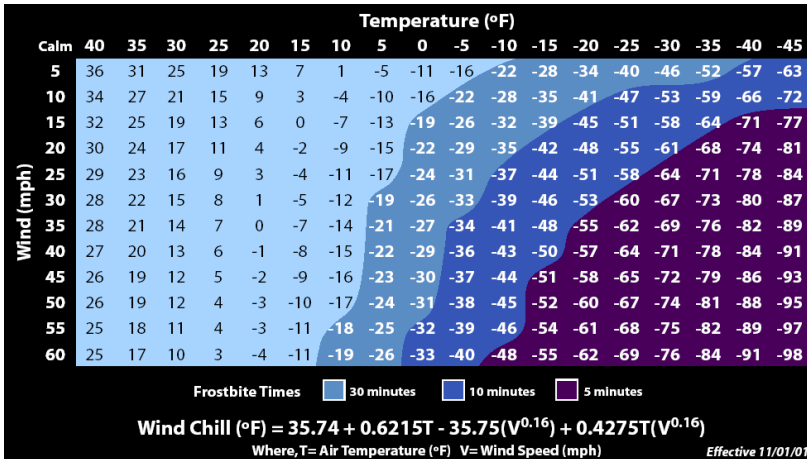 Temperature (ºF)
Calm 40 35 30 25 20 15 10 5 0 -5 -10 -15 -20 -25 -30 -35 -40 -45
5 36 31 25 19 13 7 1 -5 -11 -16 -22 -28 -34 -40 -46 -52 -57 -63
10 34 27 21 15 9 3 -4 -10 -16 -22 -28 -35 -41 -47 -53 -59 -66 -72
15 32 25 19 13 6 0 -7 -13 -19 -26 -32 -39 -45 -51 -58 -64 -71 -77
20 30 24 17 11 4 -2 -9 -15 -22 -29 -35 -42 -48 -55 -61 -68 -74 -81
25 29 23 16 9 3 -4 -11 -17 -24 -31 -37 -44 -51 -58 -64 -71 -78 -84
30 28 22 15 8 1 -5 -12 -19 -26 -33 -39 -46 -53 -60 -67 -73 -80 -87
35 28 21 14 7 0 -7 -14 -21 -27 -34 -41 -48 -55 -62 -69 -76 -82 -89
40 27 20 13 6 -1 -8 -15 -22 -29 -36 -43 -50 -57 -64 -71 -78 -84 -91
45 26 19 12 5 -2 -9 -16 -23 -30 -37 -44 -51 -58 -65 -72 -79 -86 -93
50 26 19 12 4 -3 -10 -17 -24 -31 -38 -45 -52 -60 -67 -74 -81 -88 -95
55 25 18 11 4 -3 -11 -18 -25 -32 -39 -46 -54 -61 -68 -75 -82 -89 -97
60 25 17 10 3 -4 -11 -19 -26 -33 -40 -48 -55 -62 -69 -76 -84 -91 -98
Wind (mph)
Frostbite Times 30 minutes 10 minutes 5 minutes
Wind Chill (ºF) = 35.74 + 0.6215T - 35.75(V0.16) + 0.4275T(V0.16)
Where, T= Air Temperature (ºF) V= Wind Speed (mph)
Effective 11/01/01